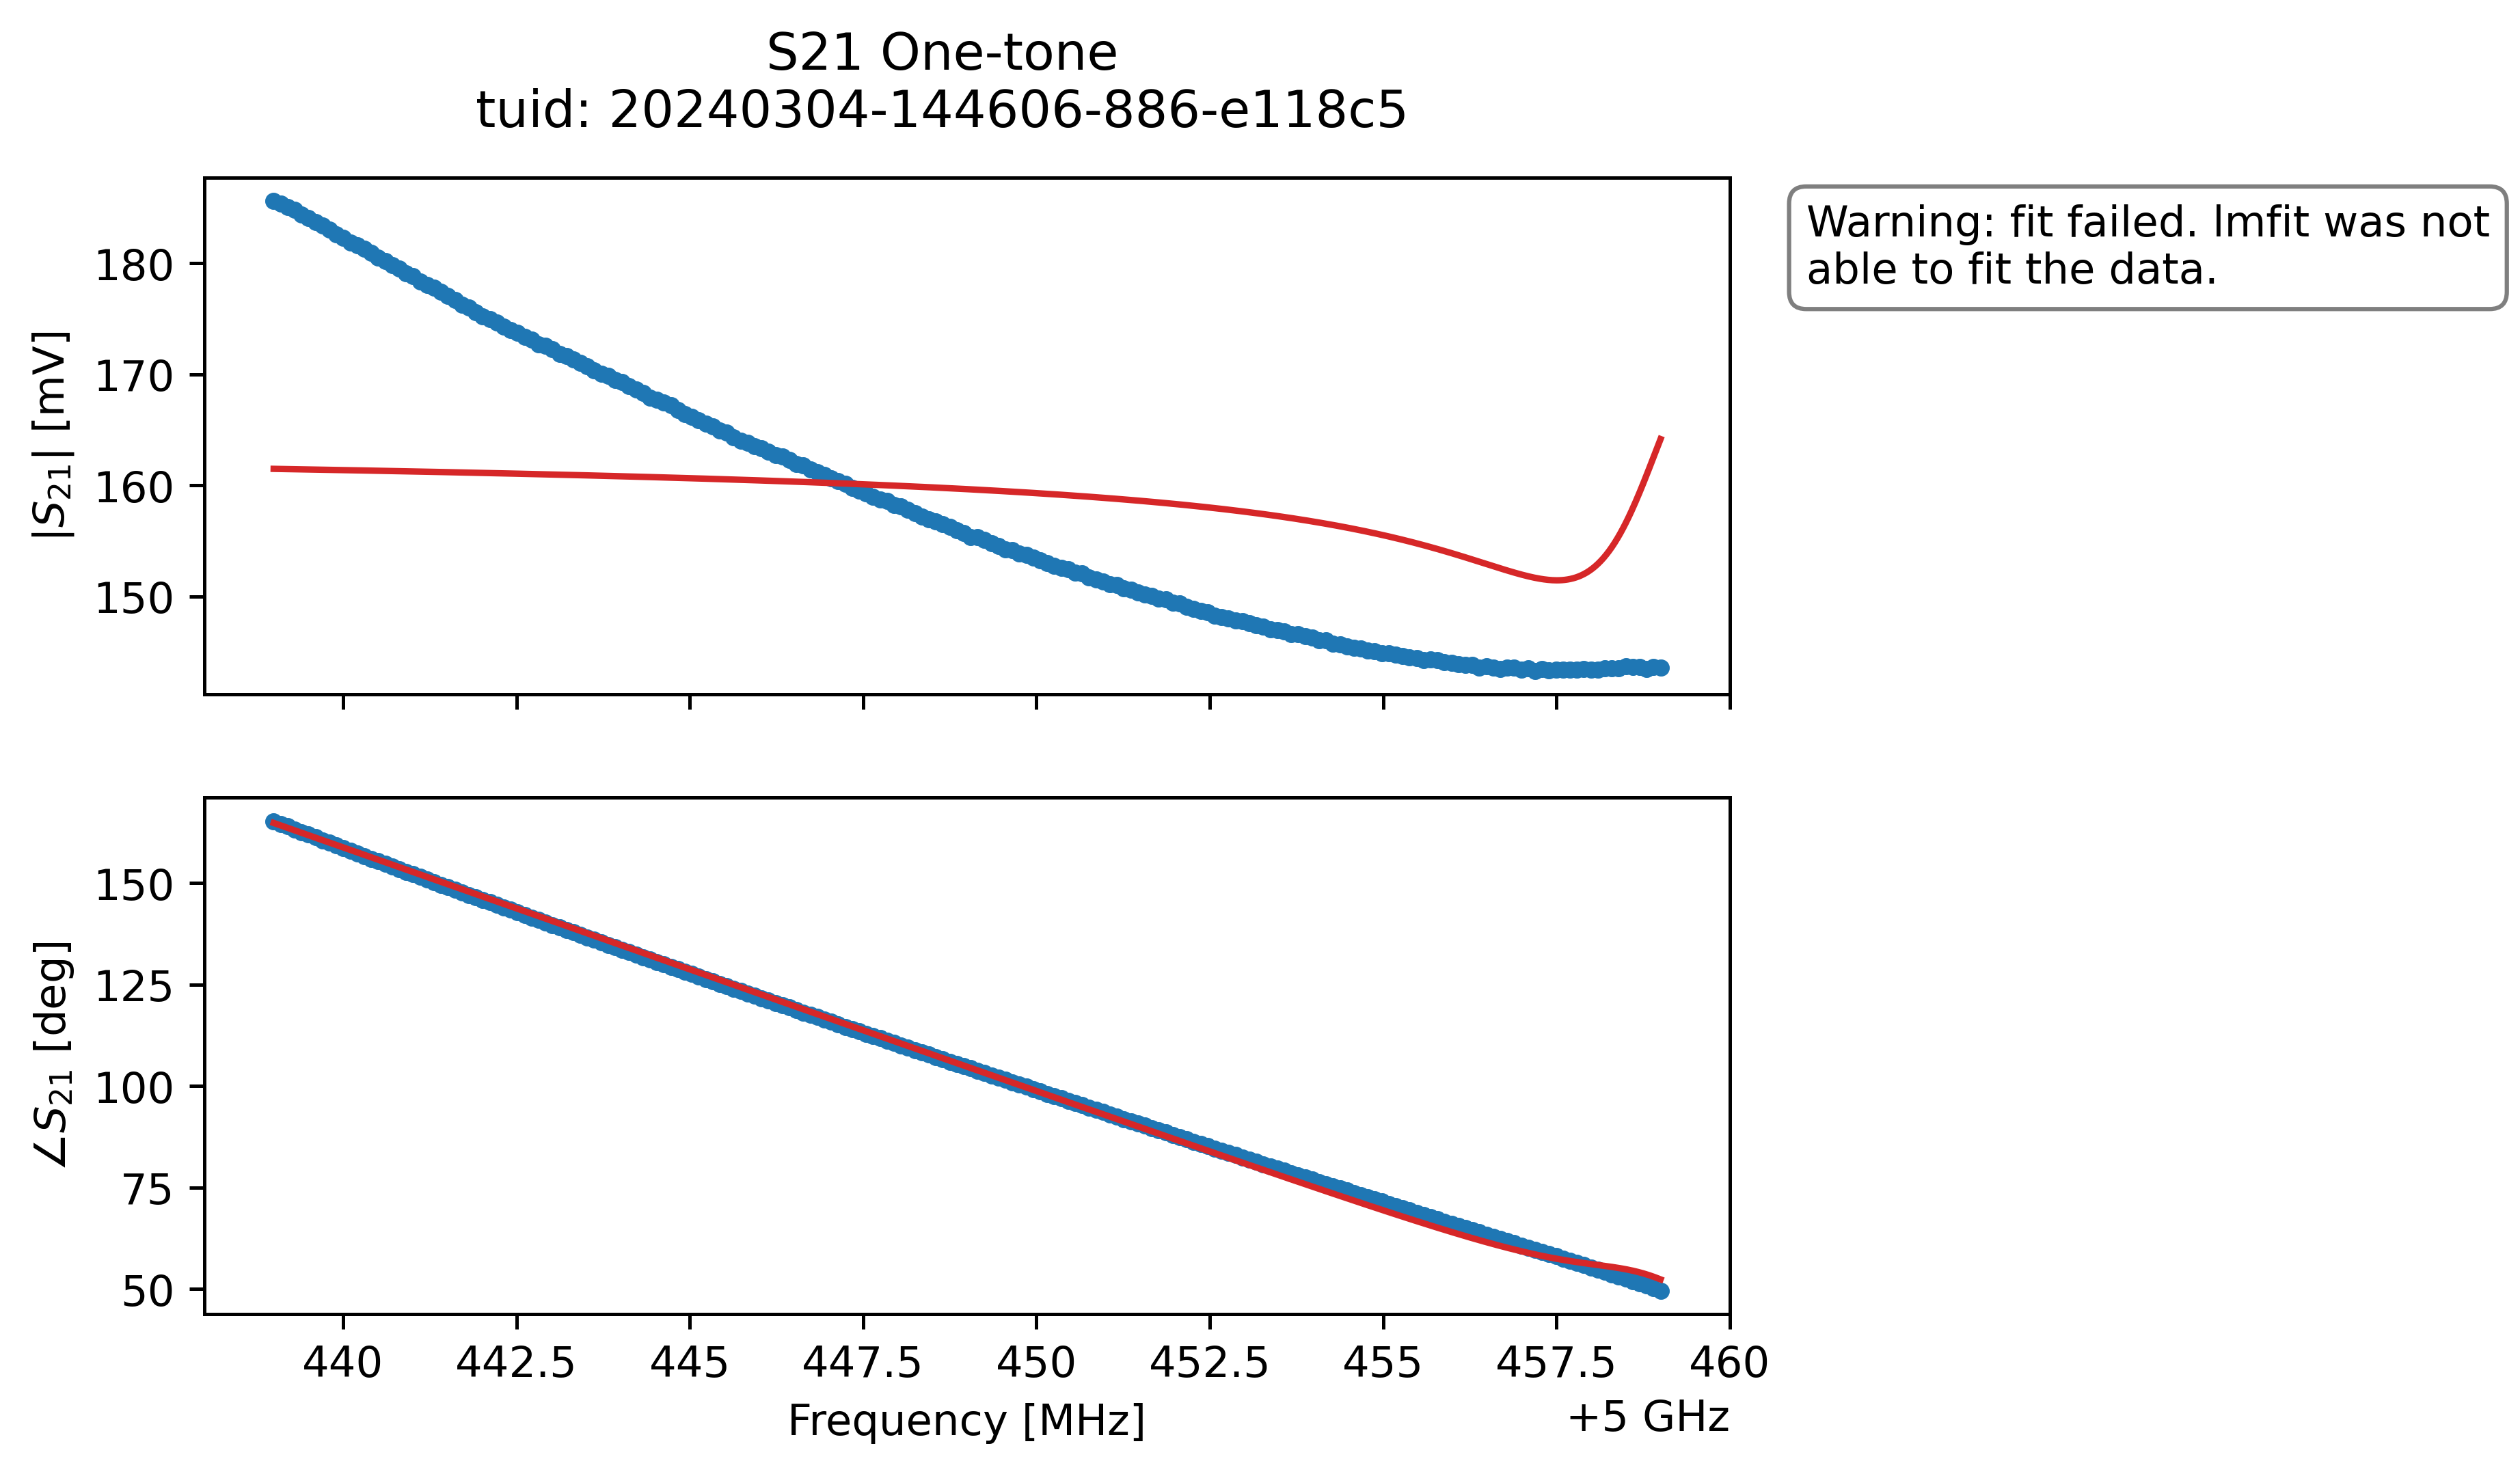 S21 One-tone
tuid: 20240304-144606-886-e118c5
|S21| [mV]
180
170
160
150
Warning: fit failed. lmfit was not
able to fit the data.
∠S21 [deg]
150
125
100
75
50
440 442.5 445 447.5 450 452.5 455 457.5 460
Frequency [MHz]
+5 GHz